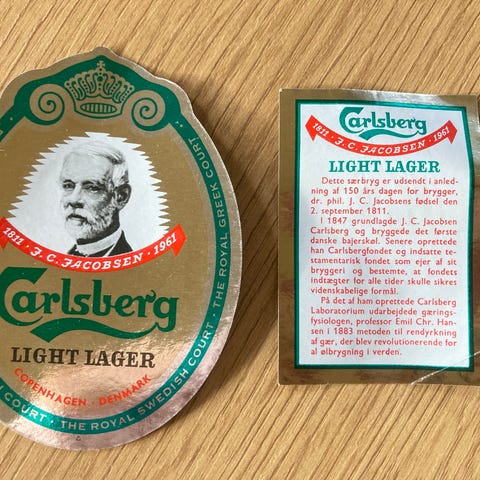 THE ROYAL GREEK COURT ·
1811 · J. C. JACOBSEN · 1961
Carlsberg
LIGHT LAGER
COPENHAGEN · DENMARK
COURT · THE ROYAL SWEDISH COURT ·
Carlsberg
1811 · J. C. JACOBSEN · 1961
LIGHT LAGER
Dette særbryg er udsendt i anled-
ning af 150 års dagen for brygger,
dr. phil. J. C. Jacobsens fødsel den
2. september 1811.
I 1847 grundlagde J. C. Jacobsen
Carlsberg og bryggede det første
danske bajerskøl. Senere oprettede
han Carlsbergfondet og indsatte te-
stamentarisk fondet som ejer af sit
bryggeri og bestemte, at fondets
indtægter for alle tider skulle sikres
videnskabelige formål.
På det af ham oprettede Carlsberg
Laboratorium udarbejdede gærings-
fysiologen, professor Emil Chr. Han-
sen i 1883 metoden til rendyrkning
af gær, der blev revolutionerende for
al ølbrygning i verden.